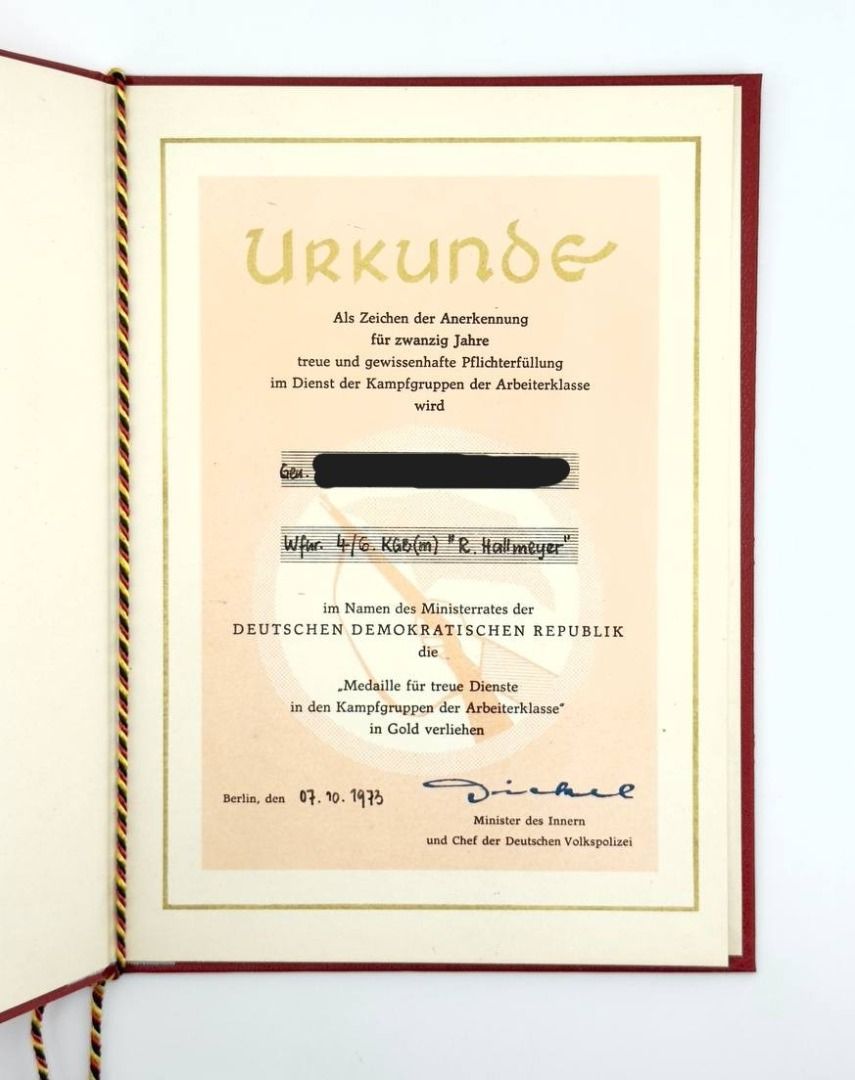 Urkunde
Als Zeichen der Anerkennung
für zwanzig Jahre
treue und gewissenhafte Pflichterfüllung
im Dienst der Kampfgruppen der Arbeiterklasse
wird
Gen.
Wfhr. 4/6. KGB(m) "R. Hallmeyer"
im Namen des Ministerrates der
DEUTSCHEN DEMOKRATISCHEN REPUBLIK
die
„Medaille für treue Dienste
in den Kampfgruppen der Arbeiterklasse“
in Gold verliehen
Berlin, den 07.10.1973 Dickel
Minister des Innern
und Chef der Deutschen Volkspolizei